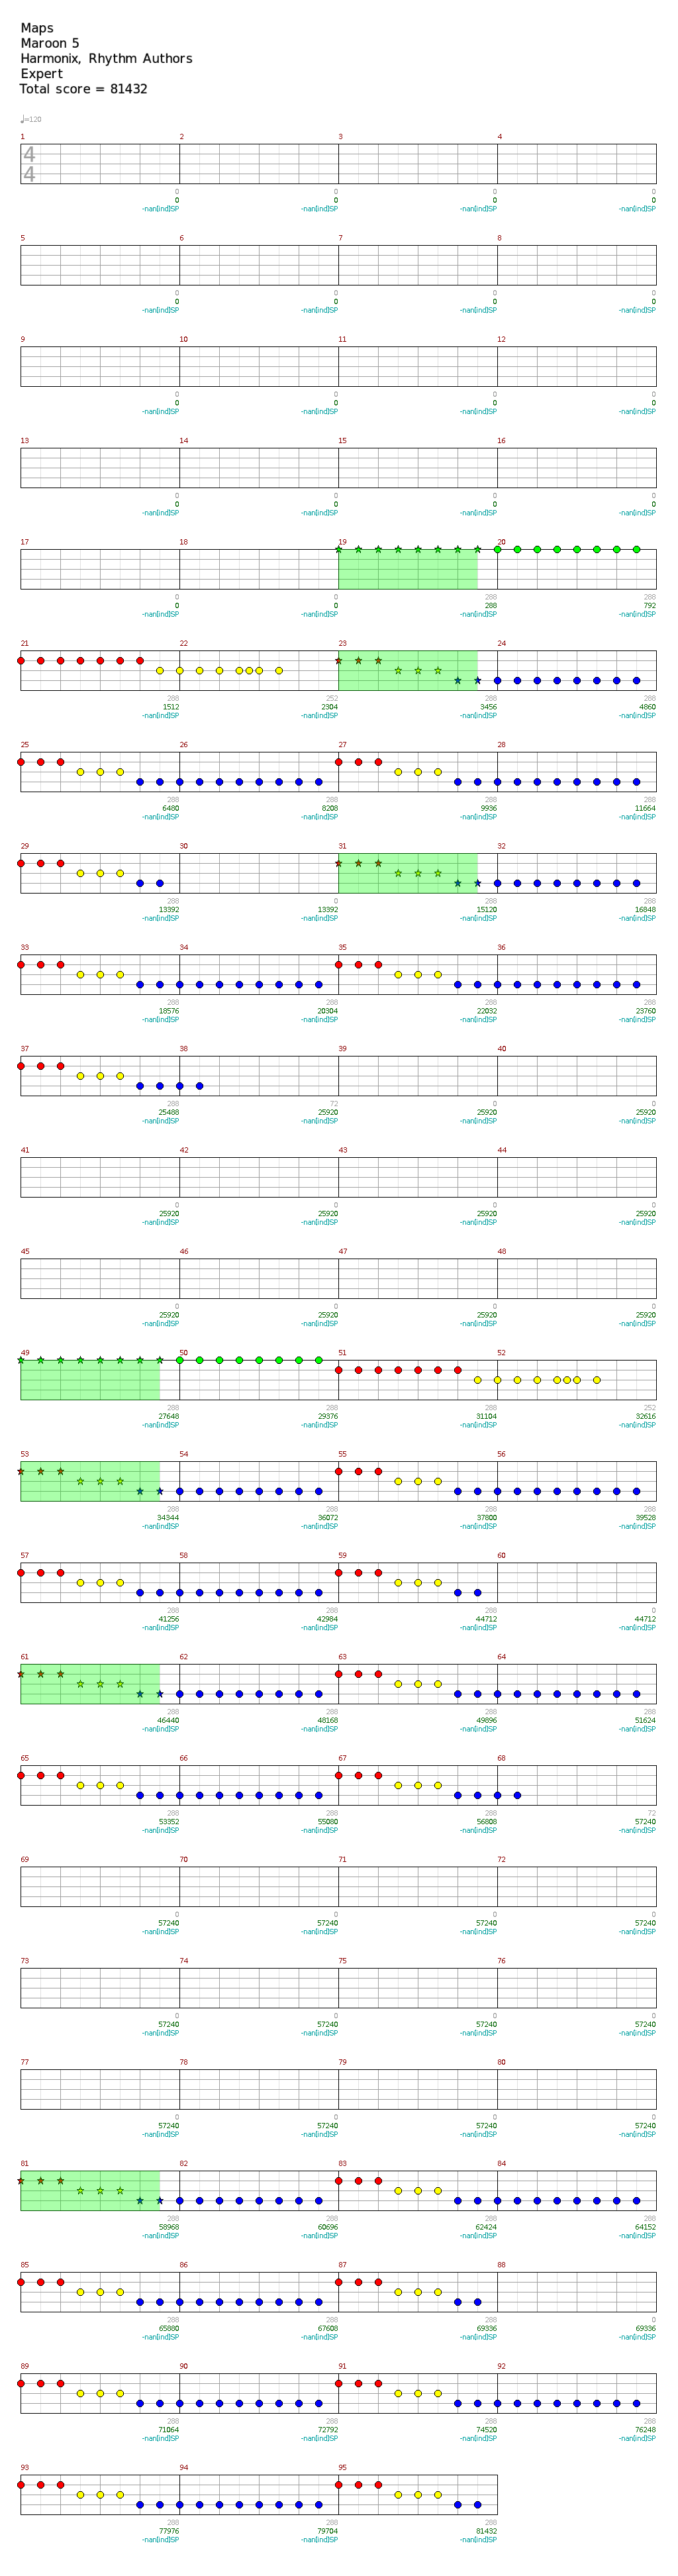 Maps
Maroon 5
Harmonix, Rhythm Authors
Expert
Total score = 81432
♩=120
1 2 3 4
4
4
0 0 0 0
0 0 0 0
-nan[ind]SP -nan[ind]SP -nan[ind]SP -nan[ind]SP
5 6 7 8
0 0 0 0
0 0 0 0
-nan[ind]SP -nan[ind]SP -nan[ind]SP -nan[ind]SP
9 10 11 12
0 0 0 0
0 0 0 0
-nan[ind]SP -nan[ind]SP -nan[ind]SP -nan[ind]SP
13 14 15 16
0 0 0 0
0 0 0 0
-nan[ind]SP -nan[ind]SP -nan[ind]SP -nan[ind]SP
17 18 19 20
0 0 288 288
0 0 288 792
-nan[ind]SP -nan[ind]SP -nan[ind]SP -nan[ind]SP
21 22 23 24
288 252 288 288
1512 2304 3456 4860
-nan[ind]SP -nan[ind]SP -nan[ind]SP -nan[ind]SP
25 26 27 28
288 288 288 288
6480 8208 9936 11664
-nan[ind]SP -nan[ind]SP -nan[ind]SP -nan[ind]SP
29 30 31 32
288 0 288 288
13392 13392 15120 16848
-nan[ind]SP -nan[ind]SP -nan[ind]SP -nan[ind]SP
33 34 35 36
288 288 288 288
18576 20304 22032 23760
-nan[ind]SP -nan[ind]SP -nan[ind]SP -nan[ind]SP
37 38 39 40
288 72 0 0
25488 25920 25920 25920
-nan[ind]SP -nan[ind]SP -nan[ind]SP -nan[ind]SP
41 42 43 44
0 0 0 0
25920 25920 25920 25920
-nan[ind]SP -nan[ind]SP -nan[ind]SP -nan[ind]SP
45 46 47 48
0 0 0 0
25920 25920 25920 25920
-nan[ind]SP -nan[ind]SP -nan[ind]SP -nan[ind]SP
49 50 51 52
288 288 288 252
27648 29376 31104 32616
-nan[ind]SP -nan[ind]SP -nan[ind]SP -nan[ind]SP
53 54 55 56
288 288 288 288
34344 36072 37800 39528
-nan[ind]SP -nan[ind]SP -nan[ind]SP -nan[ind]SP
57 58 59 60
288 288 288 0
41256 42984 44712 44712
-nan[ind]SP -nan[ind]SP -nan[ind]SP -nan[ind]SP
61 62 63 64
288 288 288 288
46440 48168 49896 51624
-nan[ind]SP -nan[ind]SP -nan[ind]SP -nan[ind]SP
65 66 67 68
288 288 288 72
53352 55080 56808 57240
-nan[ind]SP -nan[ind]SP -nan[ind]SP -nan[ind]SP
69 70 71 72
0 0 0 0
57240 57240 57240 57240
-nan[ind]SP -nan[ind]SP -nan[ind]SP -nan[ind]SP
73 74 75 76
0 0 0 0
57240 57240 57240 57240
-nan[ind]SP -nan[ind]SP -nan[ind]SP -nan[ind]SP
77 78 79 80
0 0 0 0
57240 57240 57240 57240
-nan[ind]SP -nan[ind]SP -nan[ind]SP -nan[ind]SP
81 82 83 84
288 288 288 288
58968 60696 62424 64152
-nan[ind]SP -nan[ind]SP -nan[ind]SP -nan[ind]SP
85 86 87 88
288 288 288 0
65880 67608 69336 69336
-nan[ind]SP -nan[ind]SP -nan[ind]SP -nan[ind]SP
89 90 91 92
288 288 288 288
71064 72792 74520 76248
-nan[ind]SP -nan[ind]SP -nan[ind]SP -nan[ind]SP
93 94 95
288 288 288
77976 79704 81432
-nan[ind]SP -nan[ind]SP -nan[ind]SP